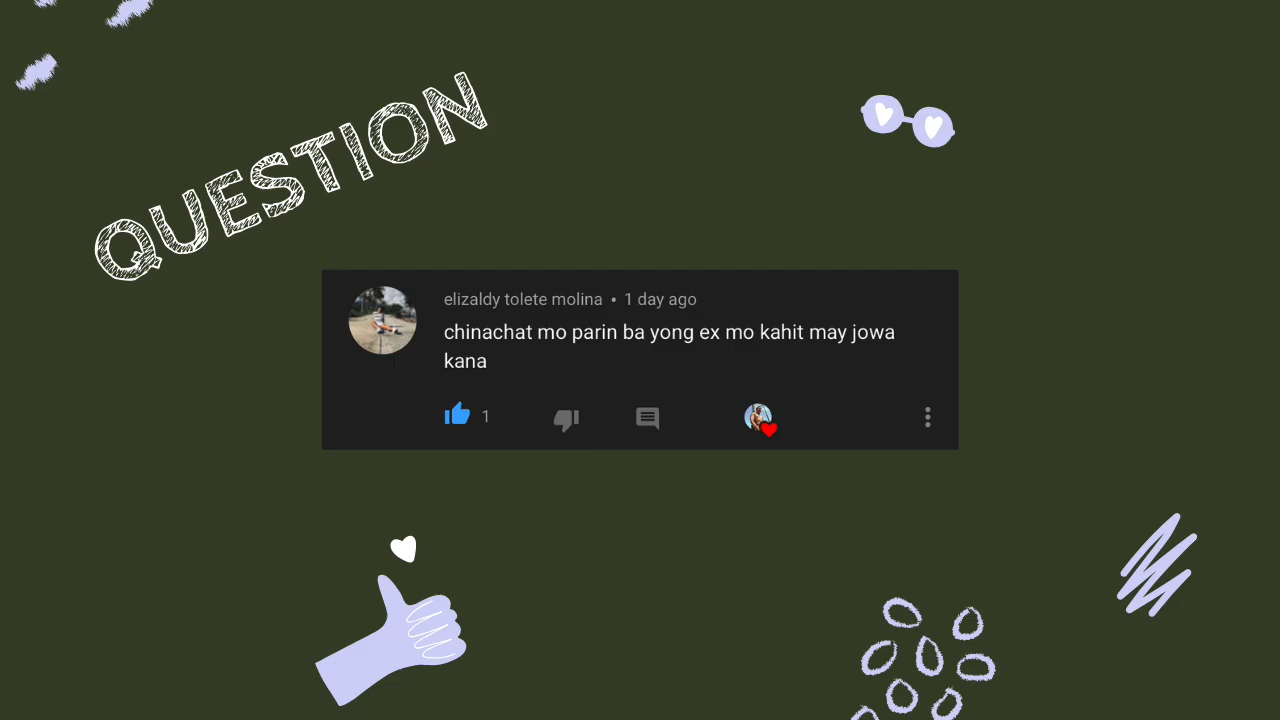 QUESTION
elizaldy tolete molina • 1 day ago
chinachat mo parin ba yong ex mo kahit may jowa
kana
1